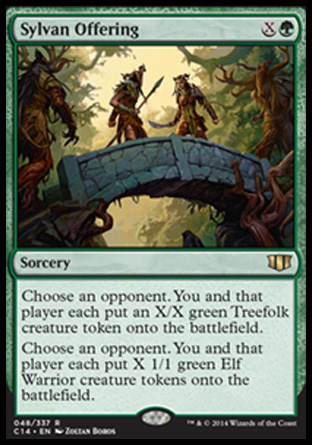 Sylvan Offering X
Sorcery
Choose an opponent. You and that
player each put an X/X green Treefolk
creature token onto the battlefield.
Choose an opponent. You and that
player each put X 1/1 green Elf
Warrior creature tokens onto the
battlefield.
048/337 R
C14 • EN Zoltan Boros ™ & © 2014 Wizards of the Coast